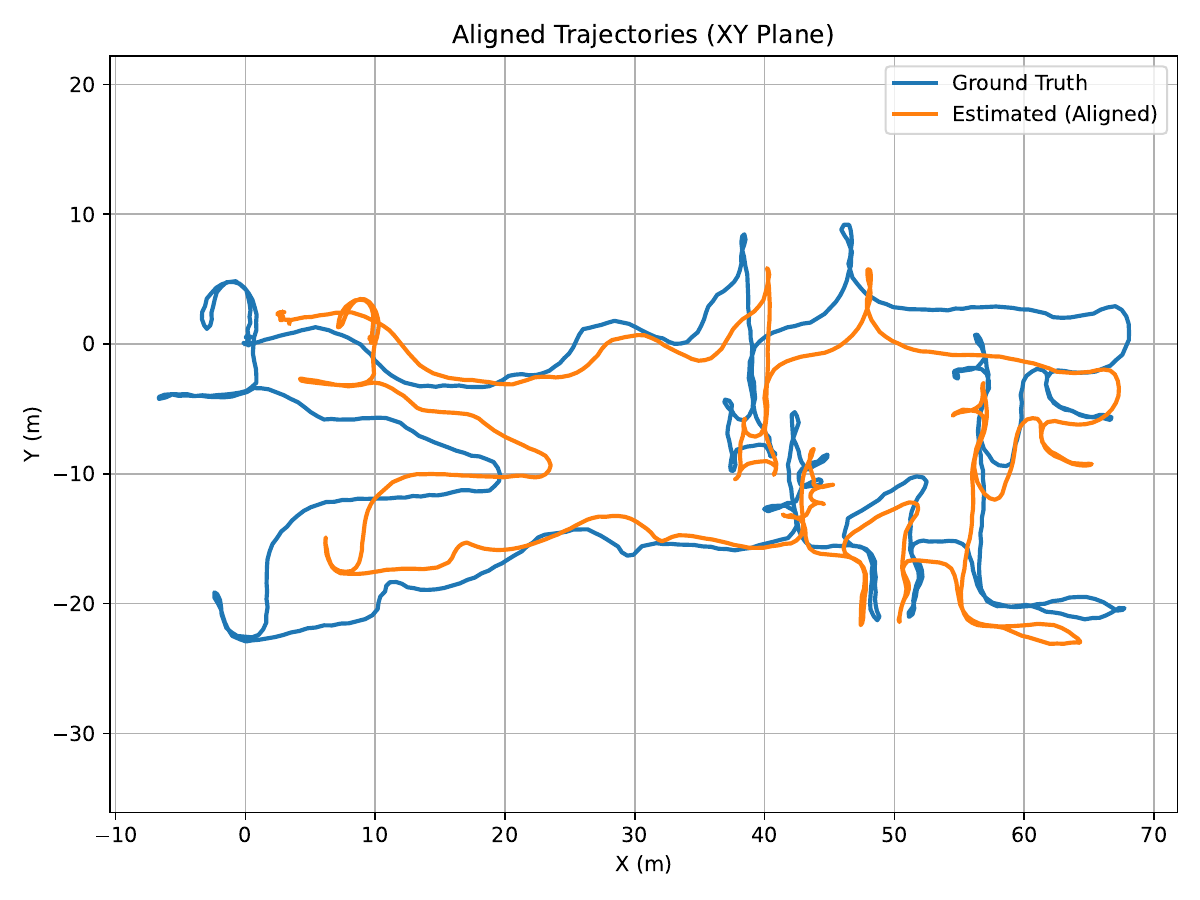 Aligned Trajectories (XY Plane)
Ground Truth
Estimated (Aligned)
20
10
0
−10
−20
−30
Y (m)
−10 0 10 20 30 40 50 60 70
X (m)